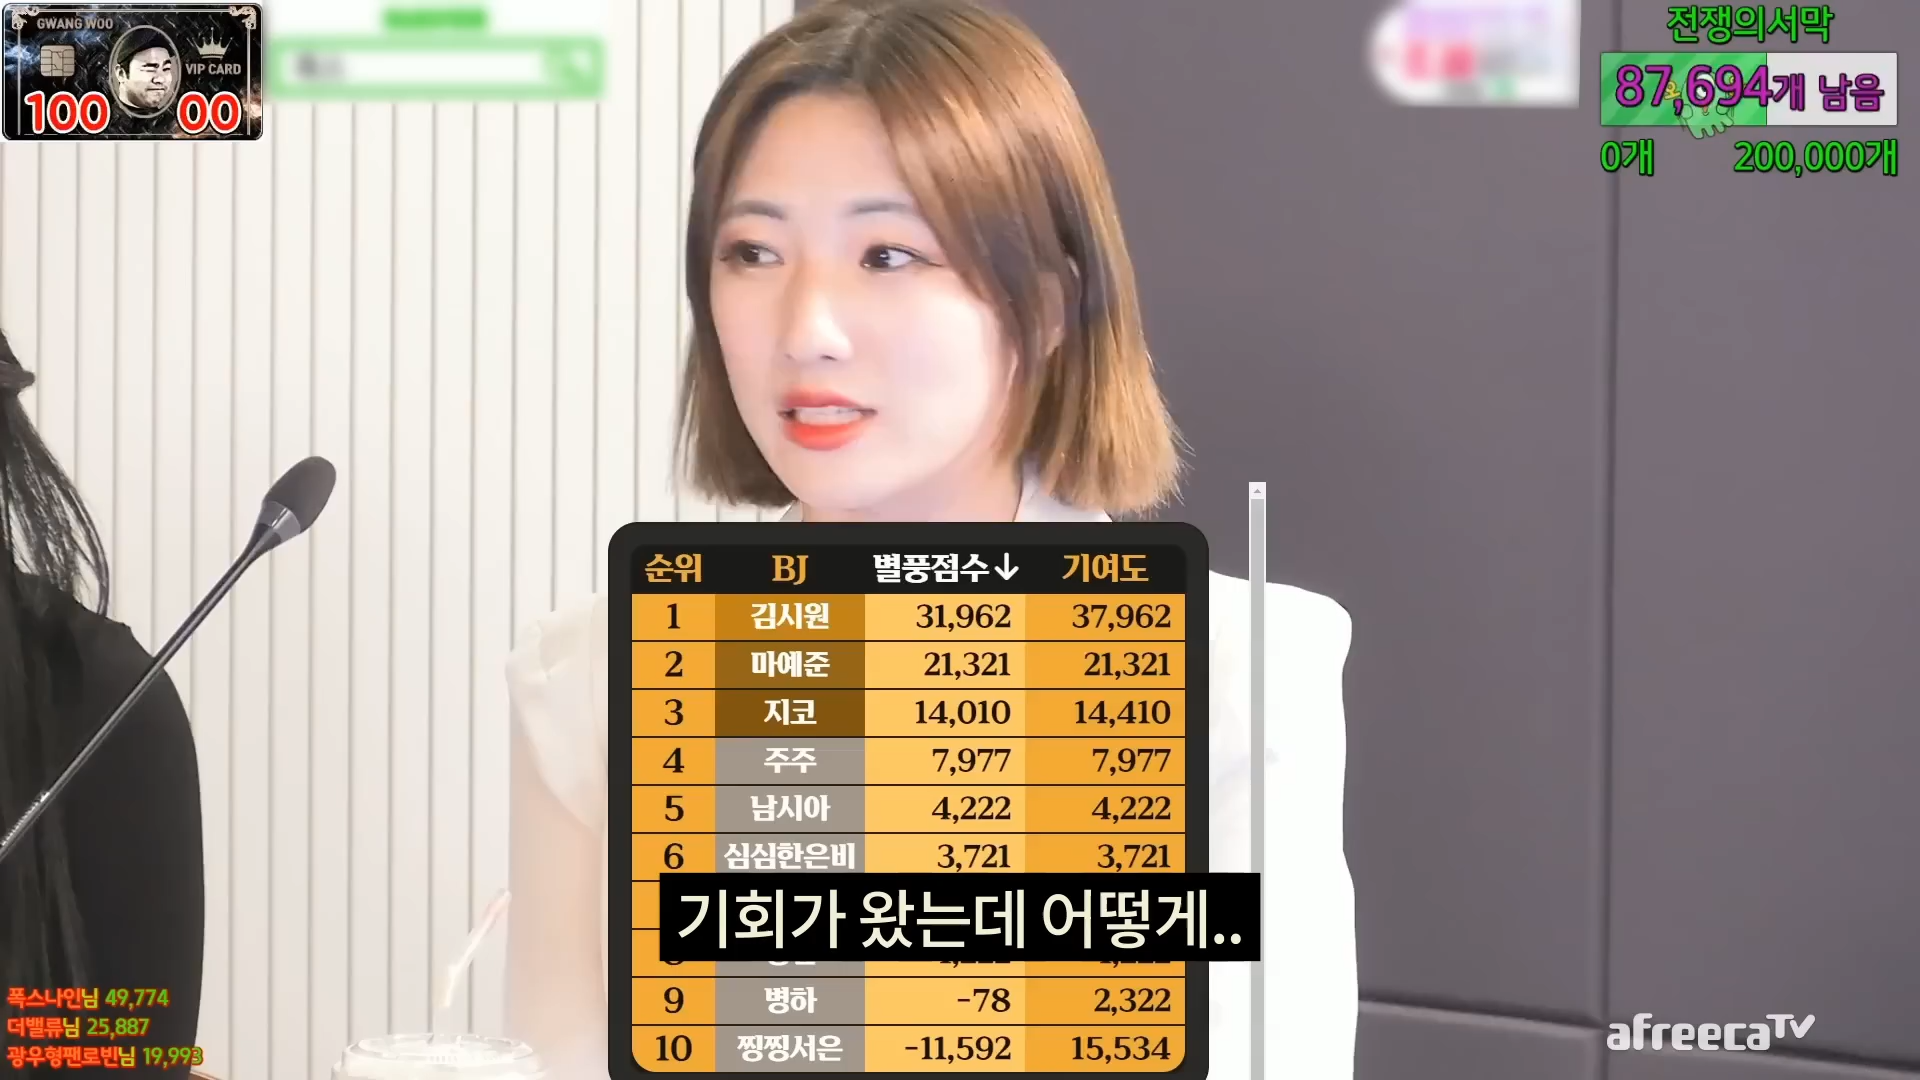 GWANG WOO
VIP CARD
100 00
전쟁의서막
87,694개 남음
0개 200,000개
순위 BJ 별풍점수↓ 기여도
1 김시원 31,962 37,962
2 마예준 21,321 21,321
3 지코 14,010 14,410
4 주주 7,977 7,977
5 남시아 4,222 4,222
6 심심한은비 3,721 3,721
기회가 왔는데 어떻게..
9 병하 -78 2,322
10 찡찡서은 -11,592 15,534
폭스나인님 49,774
더밸류님 25,887
광우형팬로빈님 19,993
afreecaTV